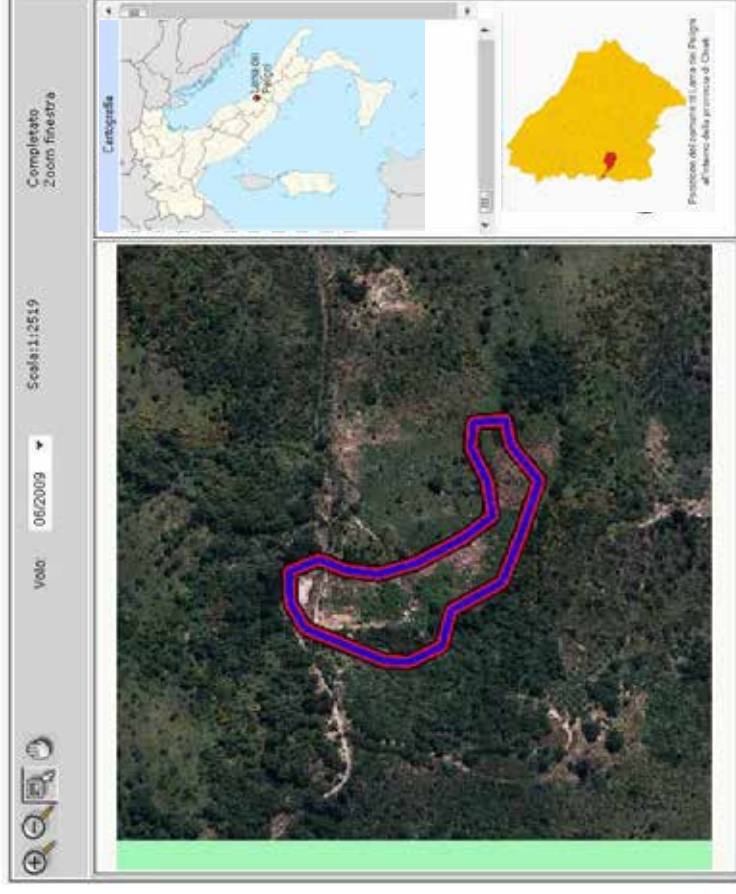 Volo: 06/2009 Scala:1:2519 Completato
Zoom finestra
Cartografia
Lama dei
Peligni
Posizione del comune di Lama dei Peligni
all'interno della provincia di Chieti